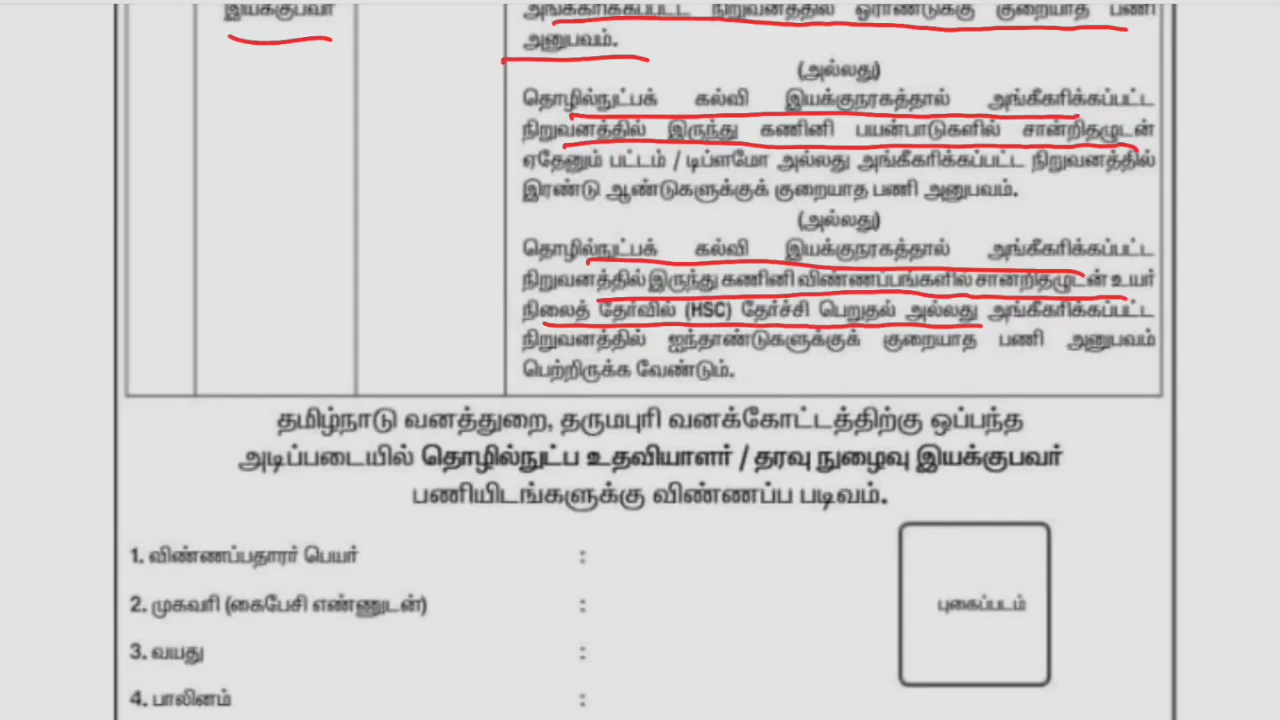 இயக்குபவர்
அங்கீகரிக்கப்பட்ட நிறுவனத்தில் ஓராண்டுக்கு குறையாத பணி
அனுபவம்.
(அல்லது)
தொழில்நுட்பக் கல்வி இயக்குநரகத்தால் அங்கீகரிக்கப்பட்ட
நிறுவனத்தில் இருந்து கணினி பயன்பாடுகளில் சான்றிதழுடன்
ஏதேனும் பட்டம் / டிப்ளமோ அல்லது அங்கீகரிக்கப்பட்ட நிறுவனத்தில்
இரண்டு ஆண்டுகளுக்குக் குறையாத பணி அனுபவம்.
(அல்லது)
தொழில்நுட்பக் கல்வி இயக்குநரகத்தால் அங்கீகரிக்கப்பட்ட
நிறுவனத்தில் இருந்து கணினி விண்ணப்பங்களில் சான்றிதழுடன் உயர்
நிலைத் தேர்வில் (HSC) தேர்ச்சி பெறுதல் அல்லது அங்கீகரிக்கப்பட்ட
நிறுவனத்தில் ஐந்தாண்டுகளுக்குக் குறையாத பணி அனுபவம்
பெற்றிருக்க வேண்டும்.
தமிழ்நாடு வனத்துறை, தருமபுரி வனக்கோட்டத்திற்கு ஒப்பந்த
அடிப்படையில் தொழில்நுட்ப உதவியாளர் / தரவு நுழைவு இயக்குபவர்
பணியிடங்களுக்கு விண்ணப்ப படிவம்.
1. விண்ணப்பதாரர் பெயர் :
2. முகவரி (கைபேசி எண்ணுடன்) :
புகைப்படம்
3. வயது :
4. பாலினம் :